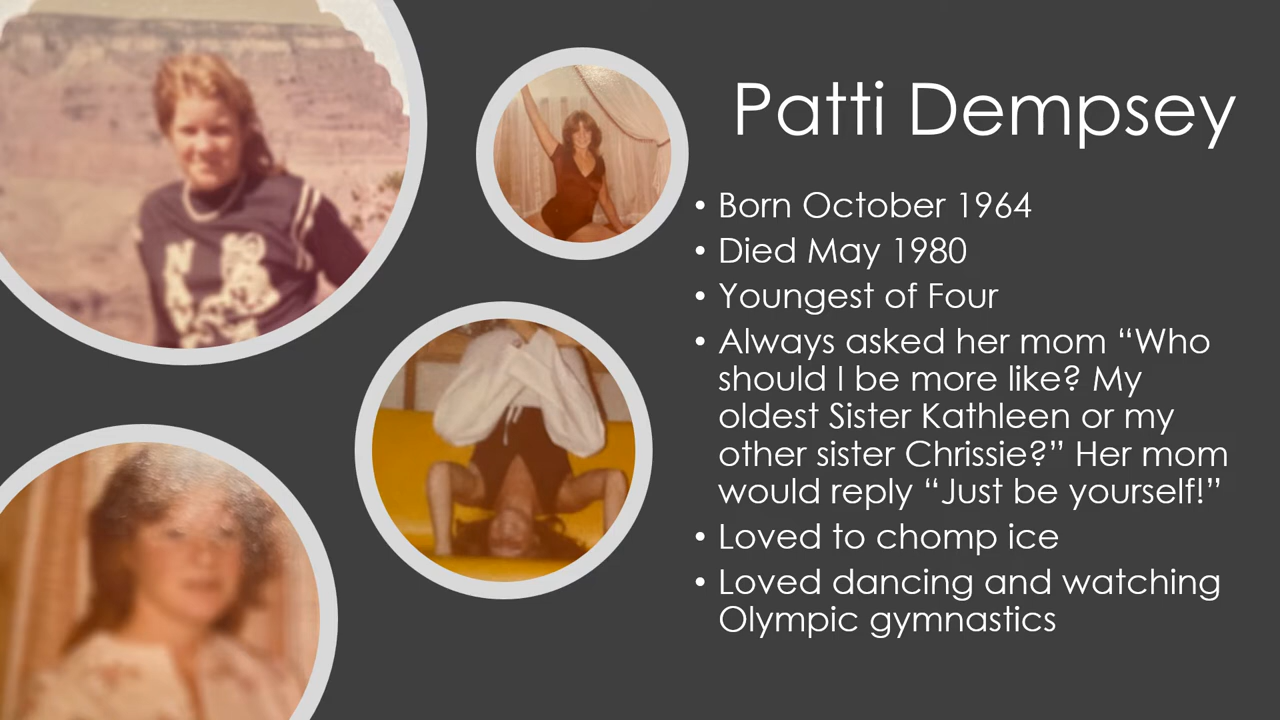 Patti Dempsey
• Born October 1964
• Died May 1980
• Youngest of Four
• Always asked her mom “Who
should I be more like? My
oldest Sister Kathleen or my
other sister Chrissie?” Her mom
would reply “Just be yourself!”
• Loved to chomp ice
• Loved dancing and watching
Olympic gymnastics